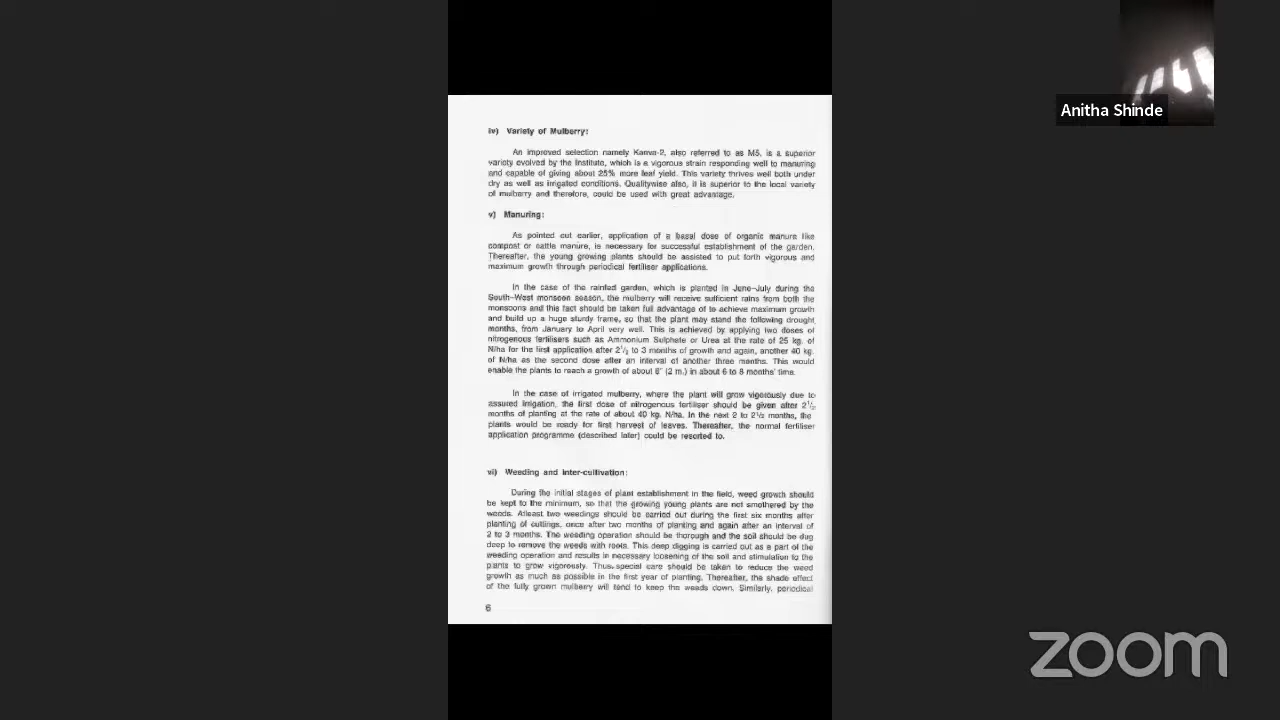 Anitha Shinde
iv) Variety of Mulberry:
An improved selection namely Kanva-2, also referred to as M5, is a superior
variety evolved by the Institute, which is a vigorous strain responding well to manuring
and capable of giving about 25% more leaf yield. This variety thrives well both under
dry as well as irrigated conditions. Qualitywise also, it is superior to the local variety
of mulberry and therefore, could be used with great advantage.
v) Manuring:
As pointed out earlier, application of a basal dose of organic manure like
compost or cattle manure, is necessary for successful establishment of the garden.
Thereafter, the young growing plants should be assisted to put forth vigorous and
maximum growth through periodical fertiliser applications.
In the case of the rainfed garden, which is planted in June-July during the
South-West monsoon season, the mulberry will receive sufficient rains from both the
monsoons and this fact should be taken full advantage of to achieve maximum growth
and build up a huge sturdy frame, so that the plant may stand the following drought
months, from January to April very well. This is achieved by applying two doses of
nitrogenous fertilisers such as Ammonium Sulphate or Urea at the rate of 25 kg. of
N/ha for the first application after 2 1/2 to 3 months of growth and again, another 40 kg.
of N/ha as the second dose after an interval of another three months. This would
enable the plants to reach a growth of about 6' (2 m.) in about 6 to 8 months' time.
In the case of irrigated mulberry, where the plant will grow vigorously due to
assured irrigation, the first dose of nitrogenous fertiliser should be given after 2 1/2
months of planting at the rate of about 40 kg. N/ha. In the next 2 to 2 1/2 months, the
plants would be ready for first harvest of leaves. Thereafter, the normal fertiliser
application programme (described later) could be resorted to.
vi) Weeding and Inter-cultivation:
During the initial stages of plant establishment in the field, weed growth should
be kept to the minimum, so that the growing young plants are not smothered by the
weeds. Atleast two weedings should be carried out during the first six months after
planting of cuttings, once after two months of planting and again after an interval of
2 to 3 months. The weeding operation should be thorough and the soil should be dug
deep to remove the weeds with roots. This deep digging is carried out as a part of the
weeding operation and results in necessary loosening of the soil and stimulation to the
plants to grow vigorously. Thus, special care should be taken to reduce the weed
growth as much as possible in the first year of planting. Thereafter, the shade effect
of the fully grown mulberry will tend to keep the weeds down. Similarly, periodical
6
zoom